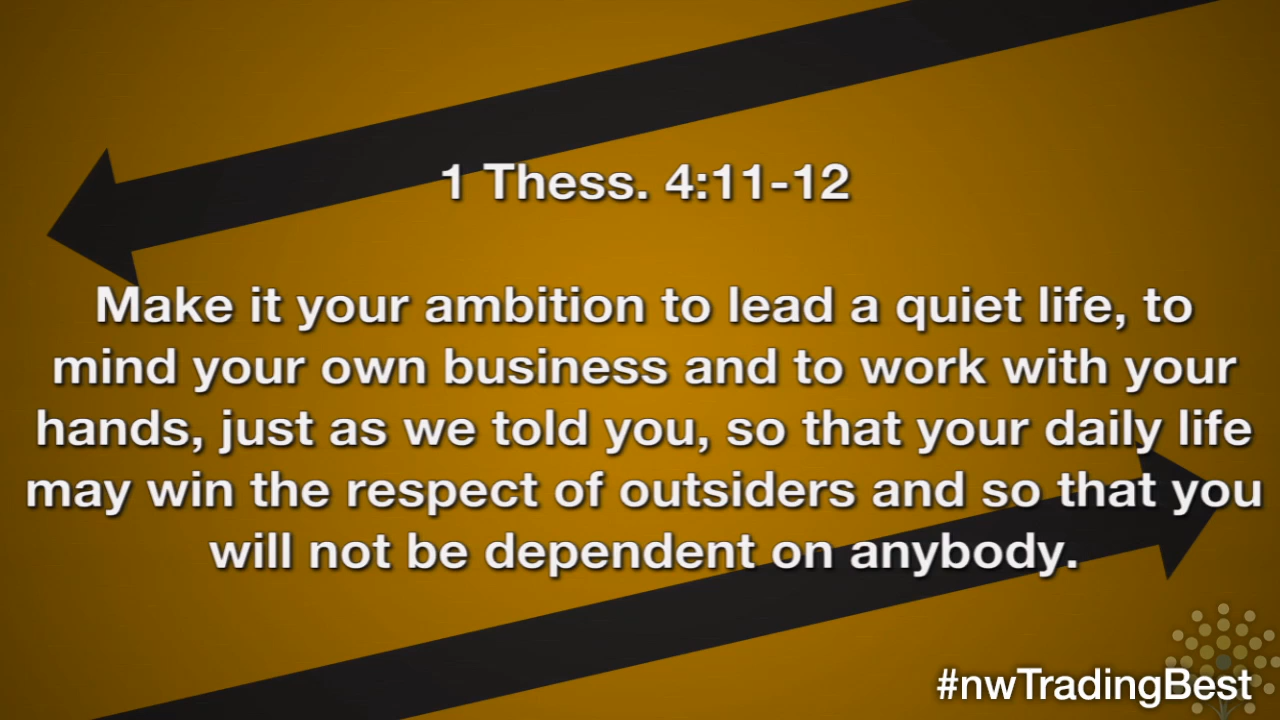 1 Thess. 4:11-12
Make it your ambition to lead a quiet life, to
mind your own business and to work with your
hands, just as we told you, so that your daily life
may win the respect of outsiders and so that you
will not be dependent on anybody.
#nwTradingBest